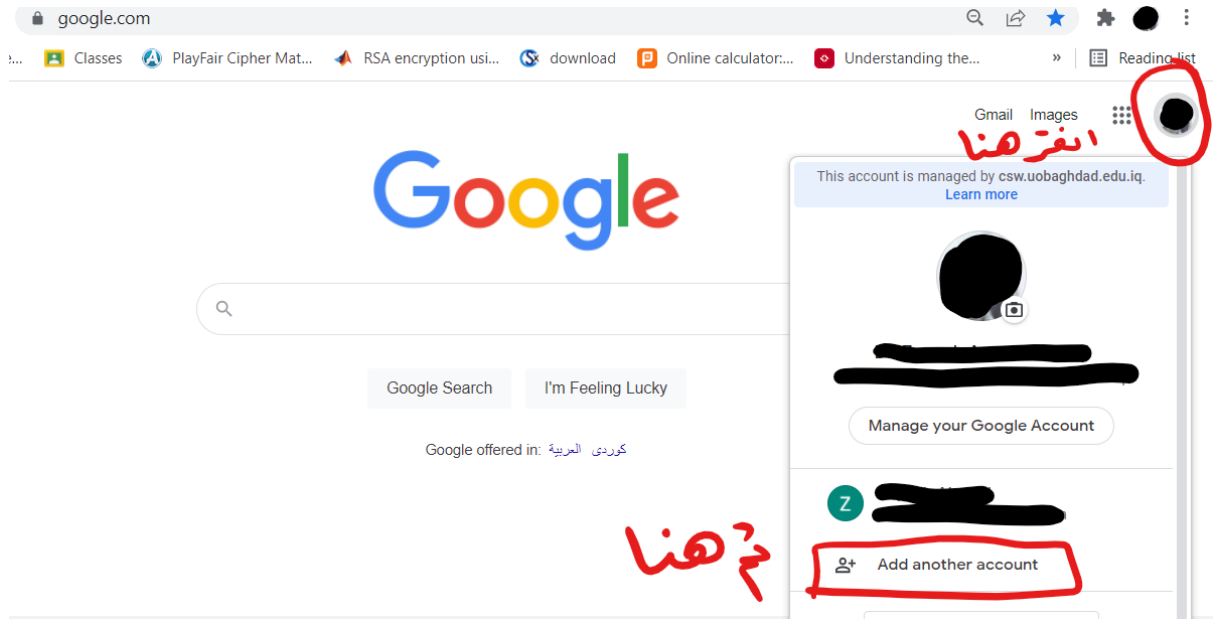 google.com
e... Classes PlayFair Cipher Mat... RSA encryption usi... download Online calculator:... Understanding the... » Reading list
Gmail Images
انقر هنا
Google
This account is managed by csw.uobaghdad.edu.iq.
Learn more
Google Search I'm Feeling Lucky
Manage your Google Account
Google offered in: العربية كوردی
Z
ثم هنا
Add another account